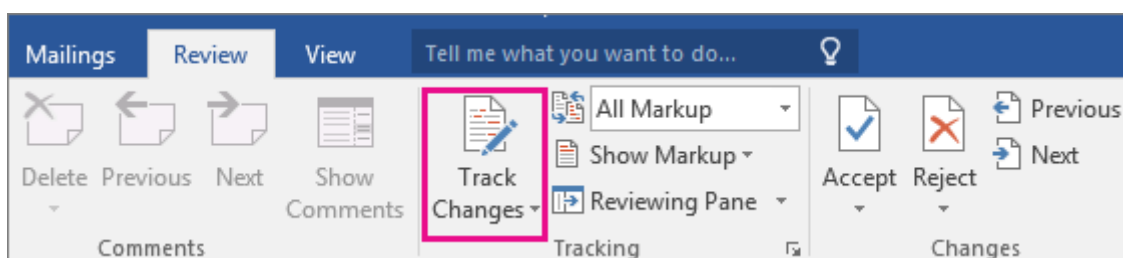 Mailings Review View Tell me what you want to do...
Delete Previous Next Show Comments
Comments
Track Changes
All Markup
Show Markup
Reviewing Pane
Tracking
Accept Reject
Previous
Next
Changes